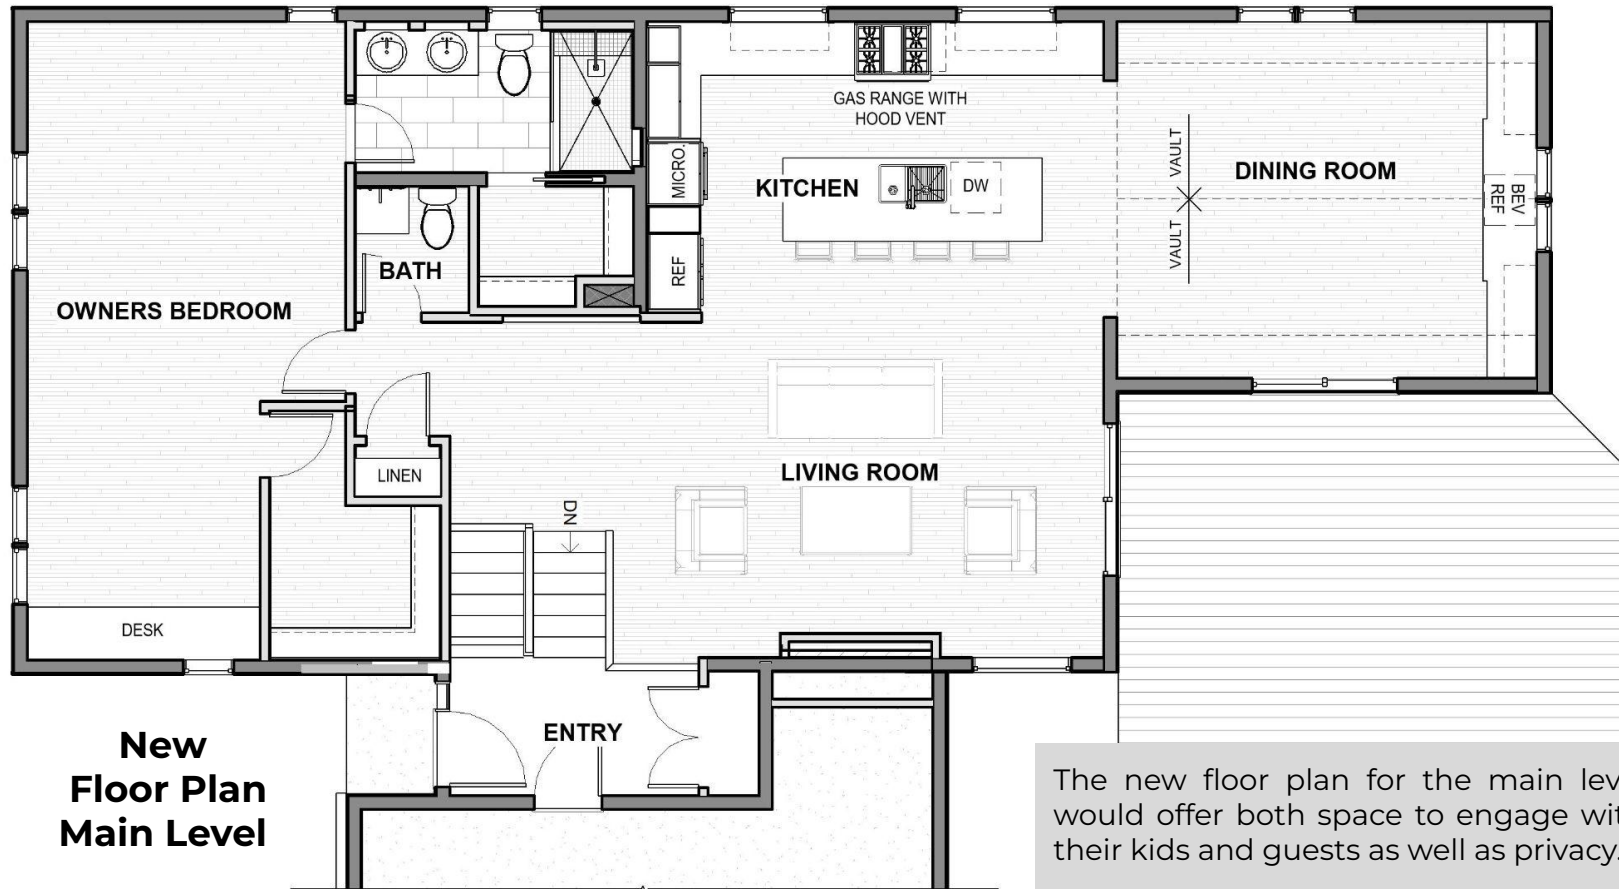 GAS RANGE WITH
HOOD VENT
MICRO.
KITCHEN
DW
VAULT
VAULT
DINING ROOM
BEV
REF
REF
BATH
OWNERS BEDROOM
LINEN
LIVING ROOM
DN
DESK
ENTRY
New
Floor Plan
Main Level
The new floor plan for the main lev
would offer both space to engage wit
their kids and guests as well as privacy.